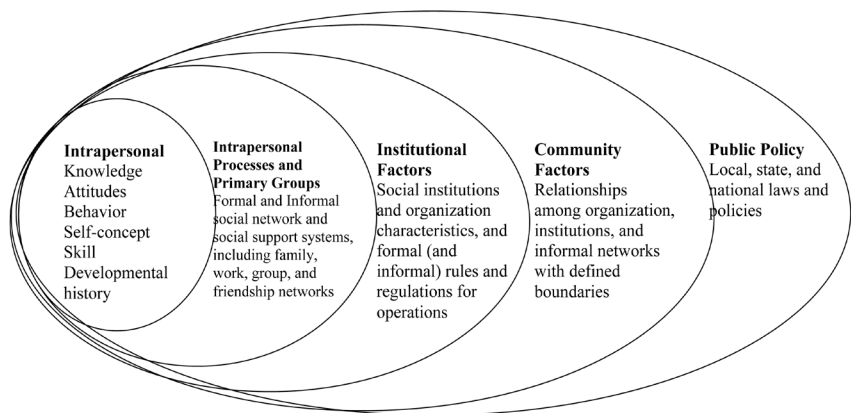 Intrapersonal
Knowledge
Attitudes
Behavior
Self-concept
Skill
Developmental
history
Intrapersonal
Processes and
Primary Groups
Formal and Informal
social network and
social support systems,
including family,
work, group, and
friendship networks
Institutional
Factors
Social institutions
and organization
characteristics, and
formal (and
informal) rules and
regulations for
operations
Community
Factors
Relationships
among organization,
institutions, and
informal networks
with defined
boundaries
Public Policy
Local, state, and
national laws and
policies